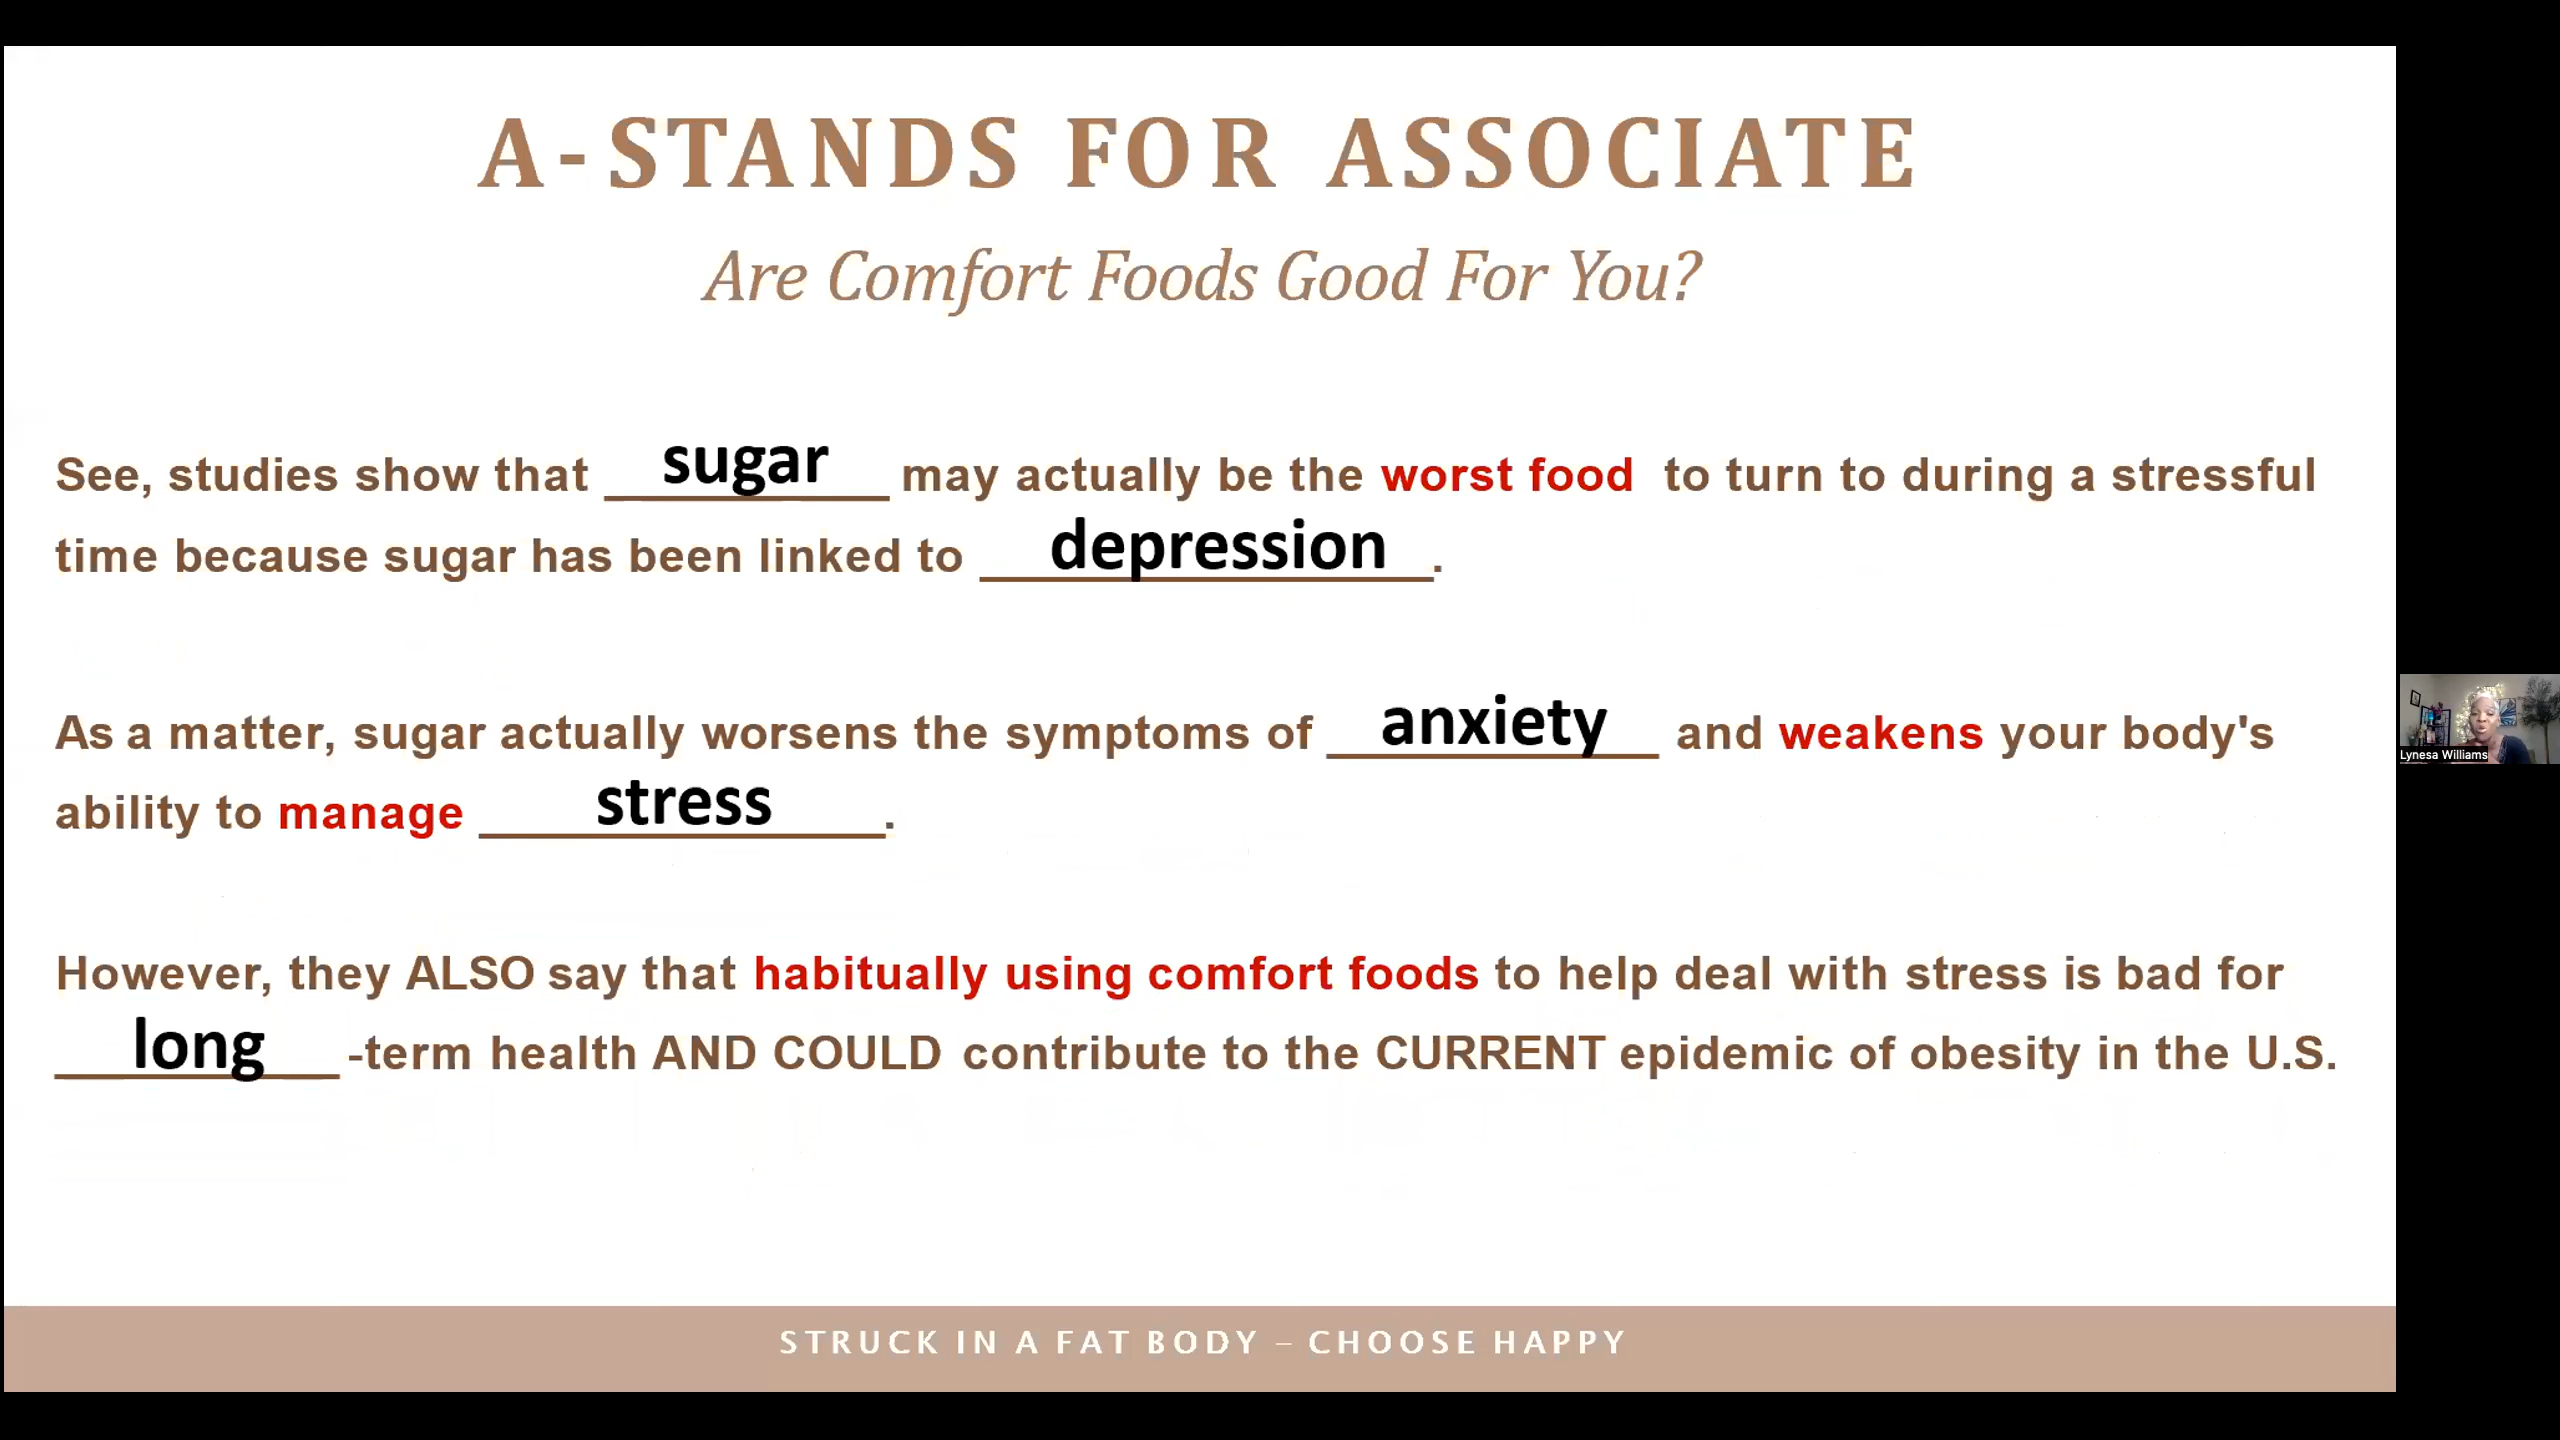 A-STANDS FOR ASSOCIATE
Are Comfort Foods Good For You?
See, studies show that sugar may actually be the worst food to turn to during a stressful
time because sugar has been linked to depression.
As a matter, sugar actually worsens the symptoms of anxiety and weakens your body's
ability to manage stress.
However, they ALSO say that habitually using comfort foods to help deal with stress is bad for
long-term health AND COULD contribute to the CURRENT epidemic of obesity in the U.S.
Lynesa Williams
STRUCK IN A FAT BODY – CHOOSE HAPPY